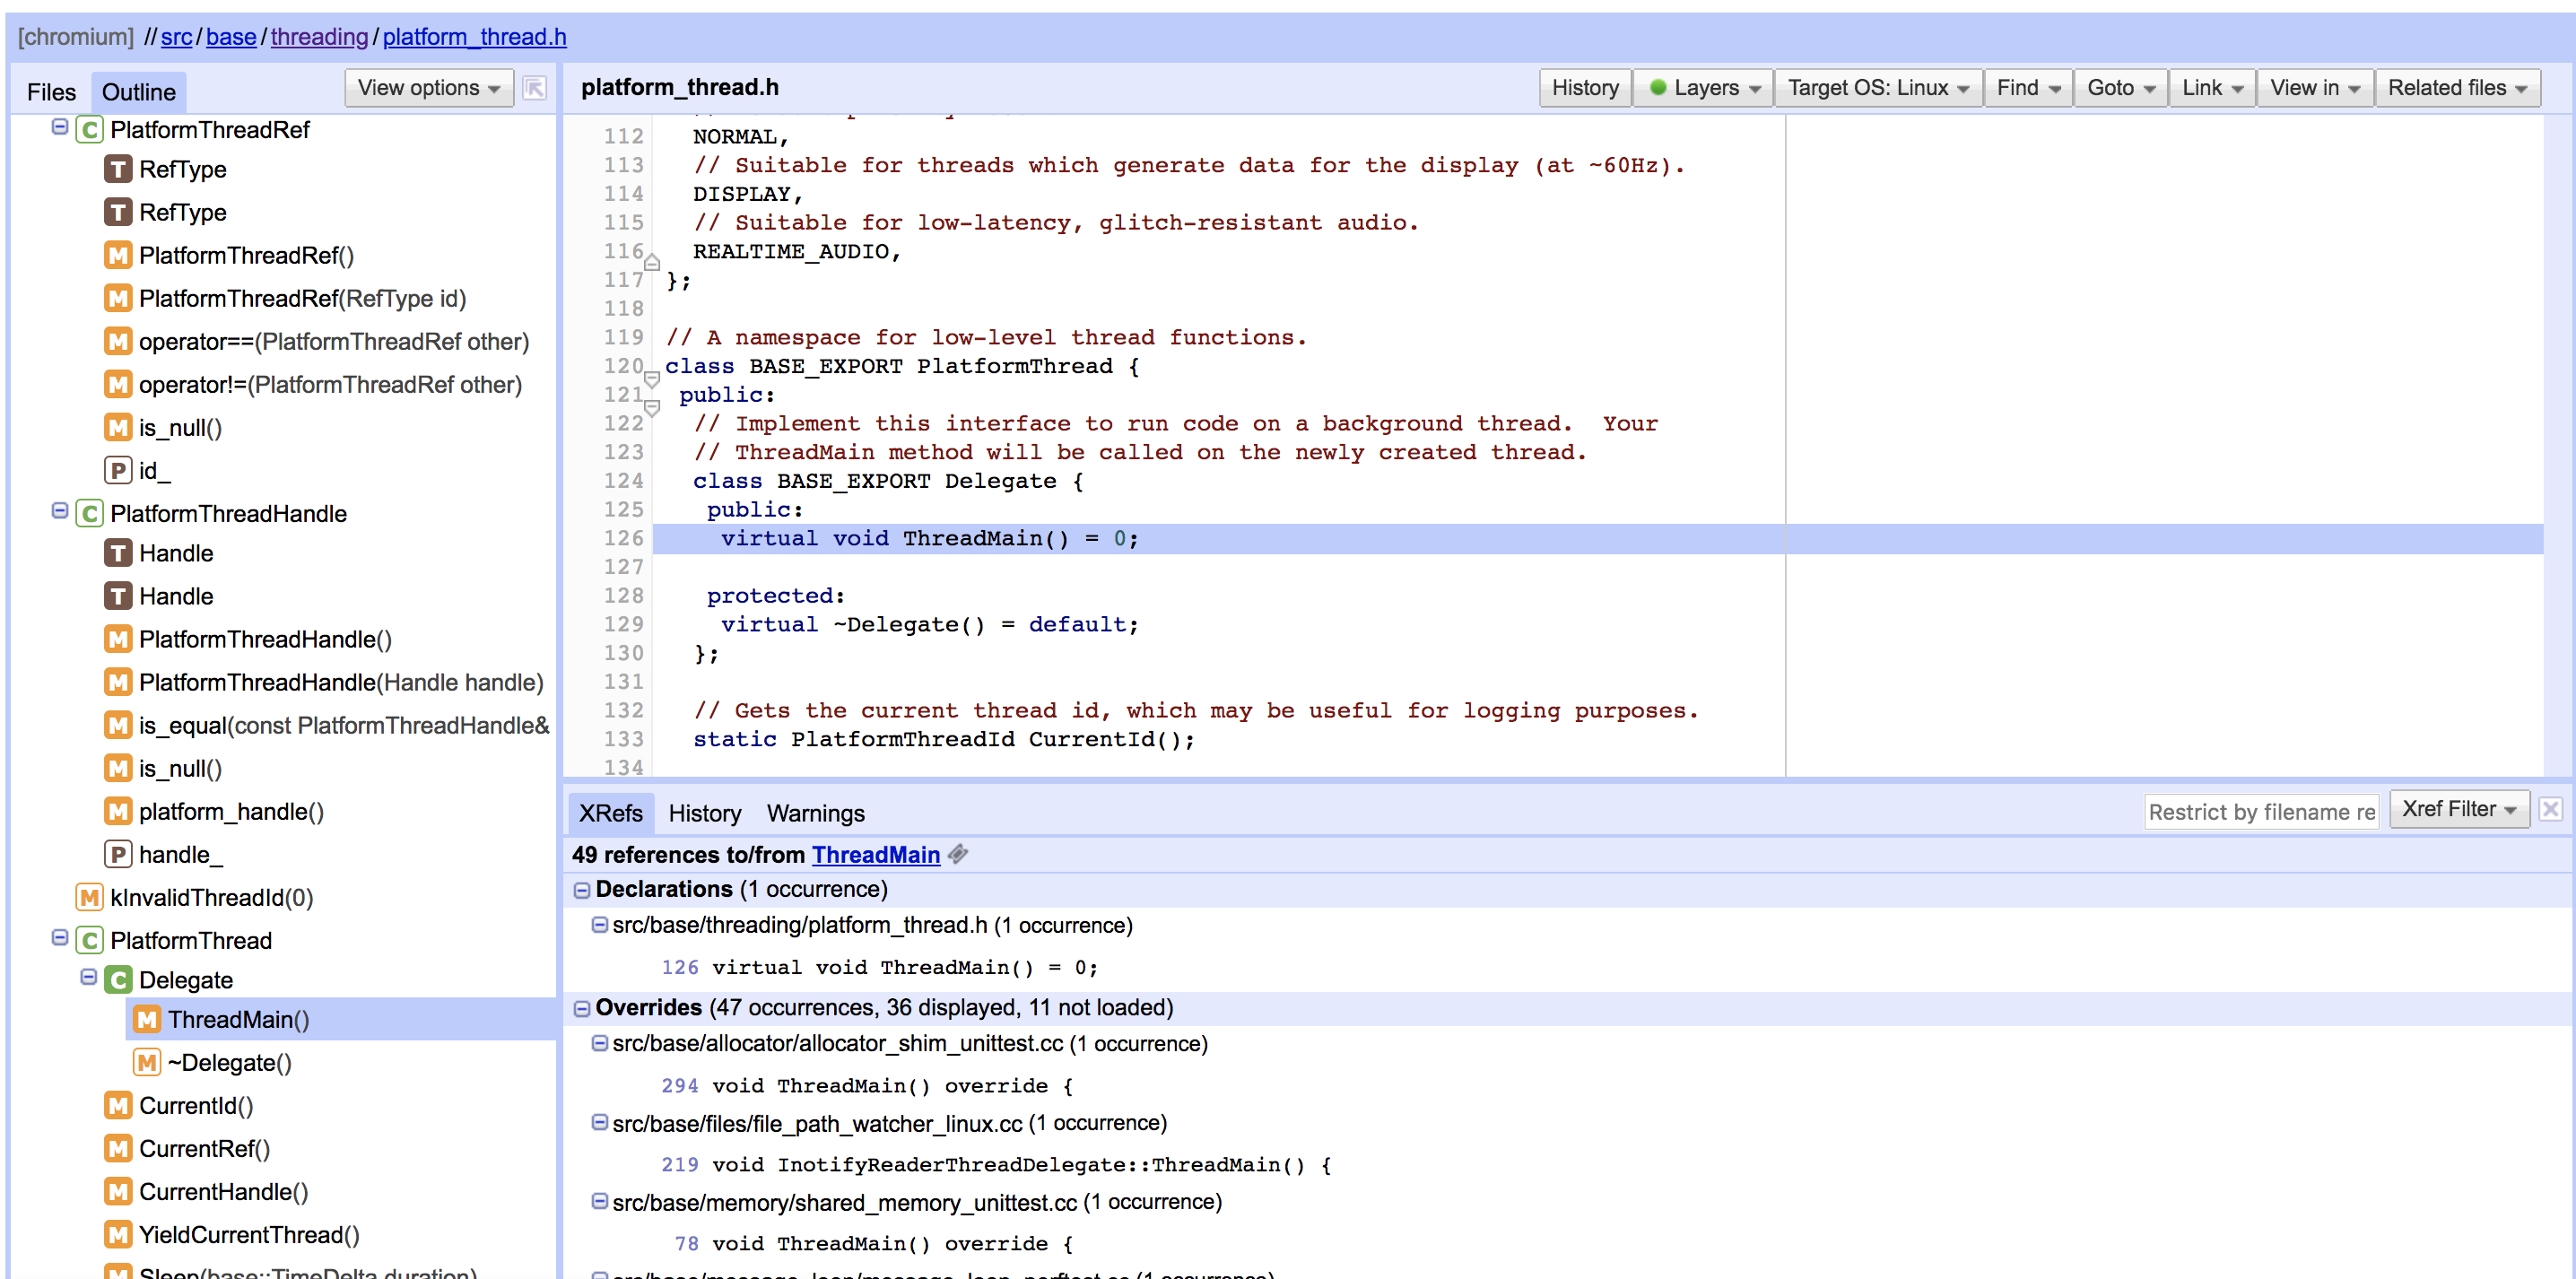 [chromium] // src / base / threading / platform_thread.h
Files Outline View options
C PlatformThreadRef
T RefType
T RefType
M PlatformThreadRef()
M PlatformThreadRef(RefType id)
M operator==(PlatformThreadRef other)
M operator!=(PlatformThreadRef other)
M is_null()
P id_
C PlatformThreadHandle
T Handle
T Handle
M PlatformThreadHandle()
M PlatformThreadHandle(Handle handle)
M is_equal(const PlatformThreadHandle&
M is_null()
M platform_handle()
P handle_
M kInvalidThreadId(0)
C PlatformThread
C Delegate
M ThreadMain()
M ~Delegate()
M CurrentId()
M CurrentRef()
M CurrentHandle()
M YieldCurrentThread()
M Sleep(base::TimeDelta duration)
platform_thread.h History Layers Target OS: Linux Find Goto Link View in Related files
112 NORMAL,
113 // Suitable for threads which generate data for the display (at ~60Hz).
114 DISPLAY,
115 // Suitable for low-latency, glitch-resistant audio.
116 REALTIME_AUDIO,
117 };
118
119 // A namespace for low-level thread functions.
120 class BASE_EXPORT PlatformThread {
121 public:
122 // Implement this interface to run code on a background thread.  Your
123 // ThreadMain method will be called on the newly created thread.
124 class BASE_EXPORT Delegate {
125 public:
126 virtual void ThreadMain() = 0;
127
128 protected:
129 virtual ~Delegate() = default;
130 };
131
132 // Gets the current thread id, which may be useful for logging purposes.
133 static PlatformThreadId CurrentId();
134
XRefs History Warnings Restrict by filename re Xref Filter
49 references to/from ThreadMain
Declarations (1 occurrence)
src/base/threading/platform_thread.h (1 occurrence)
126 virtual void ThreadMain() = 0;
Overrides (47 occurrences, 36 displayed, 11 not loaded)
src/base/allocator/allocator_shim_unittest.cc (1 occurrence)
294 void ThreadMain() override {
src/base/files/file_path_watcher_linux.cc (1 occurrence)
219 void InotifyReaderThreadDelegate::ThreadMain() {
src/base/memory/shared_memory_unittest.cc (1 occurrence)
78 void ThreadMain() override {
src/base/message_loop/message_loop_perftest.cc (1 occurrence)